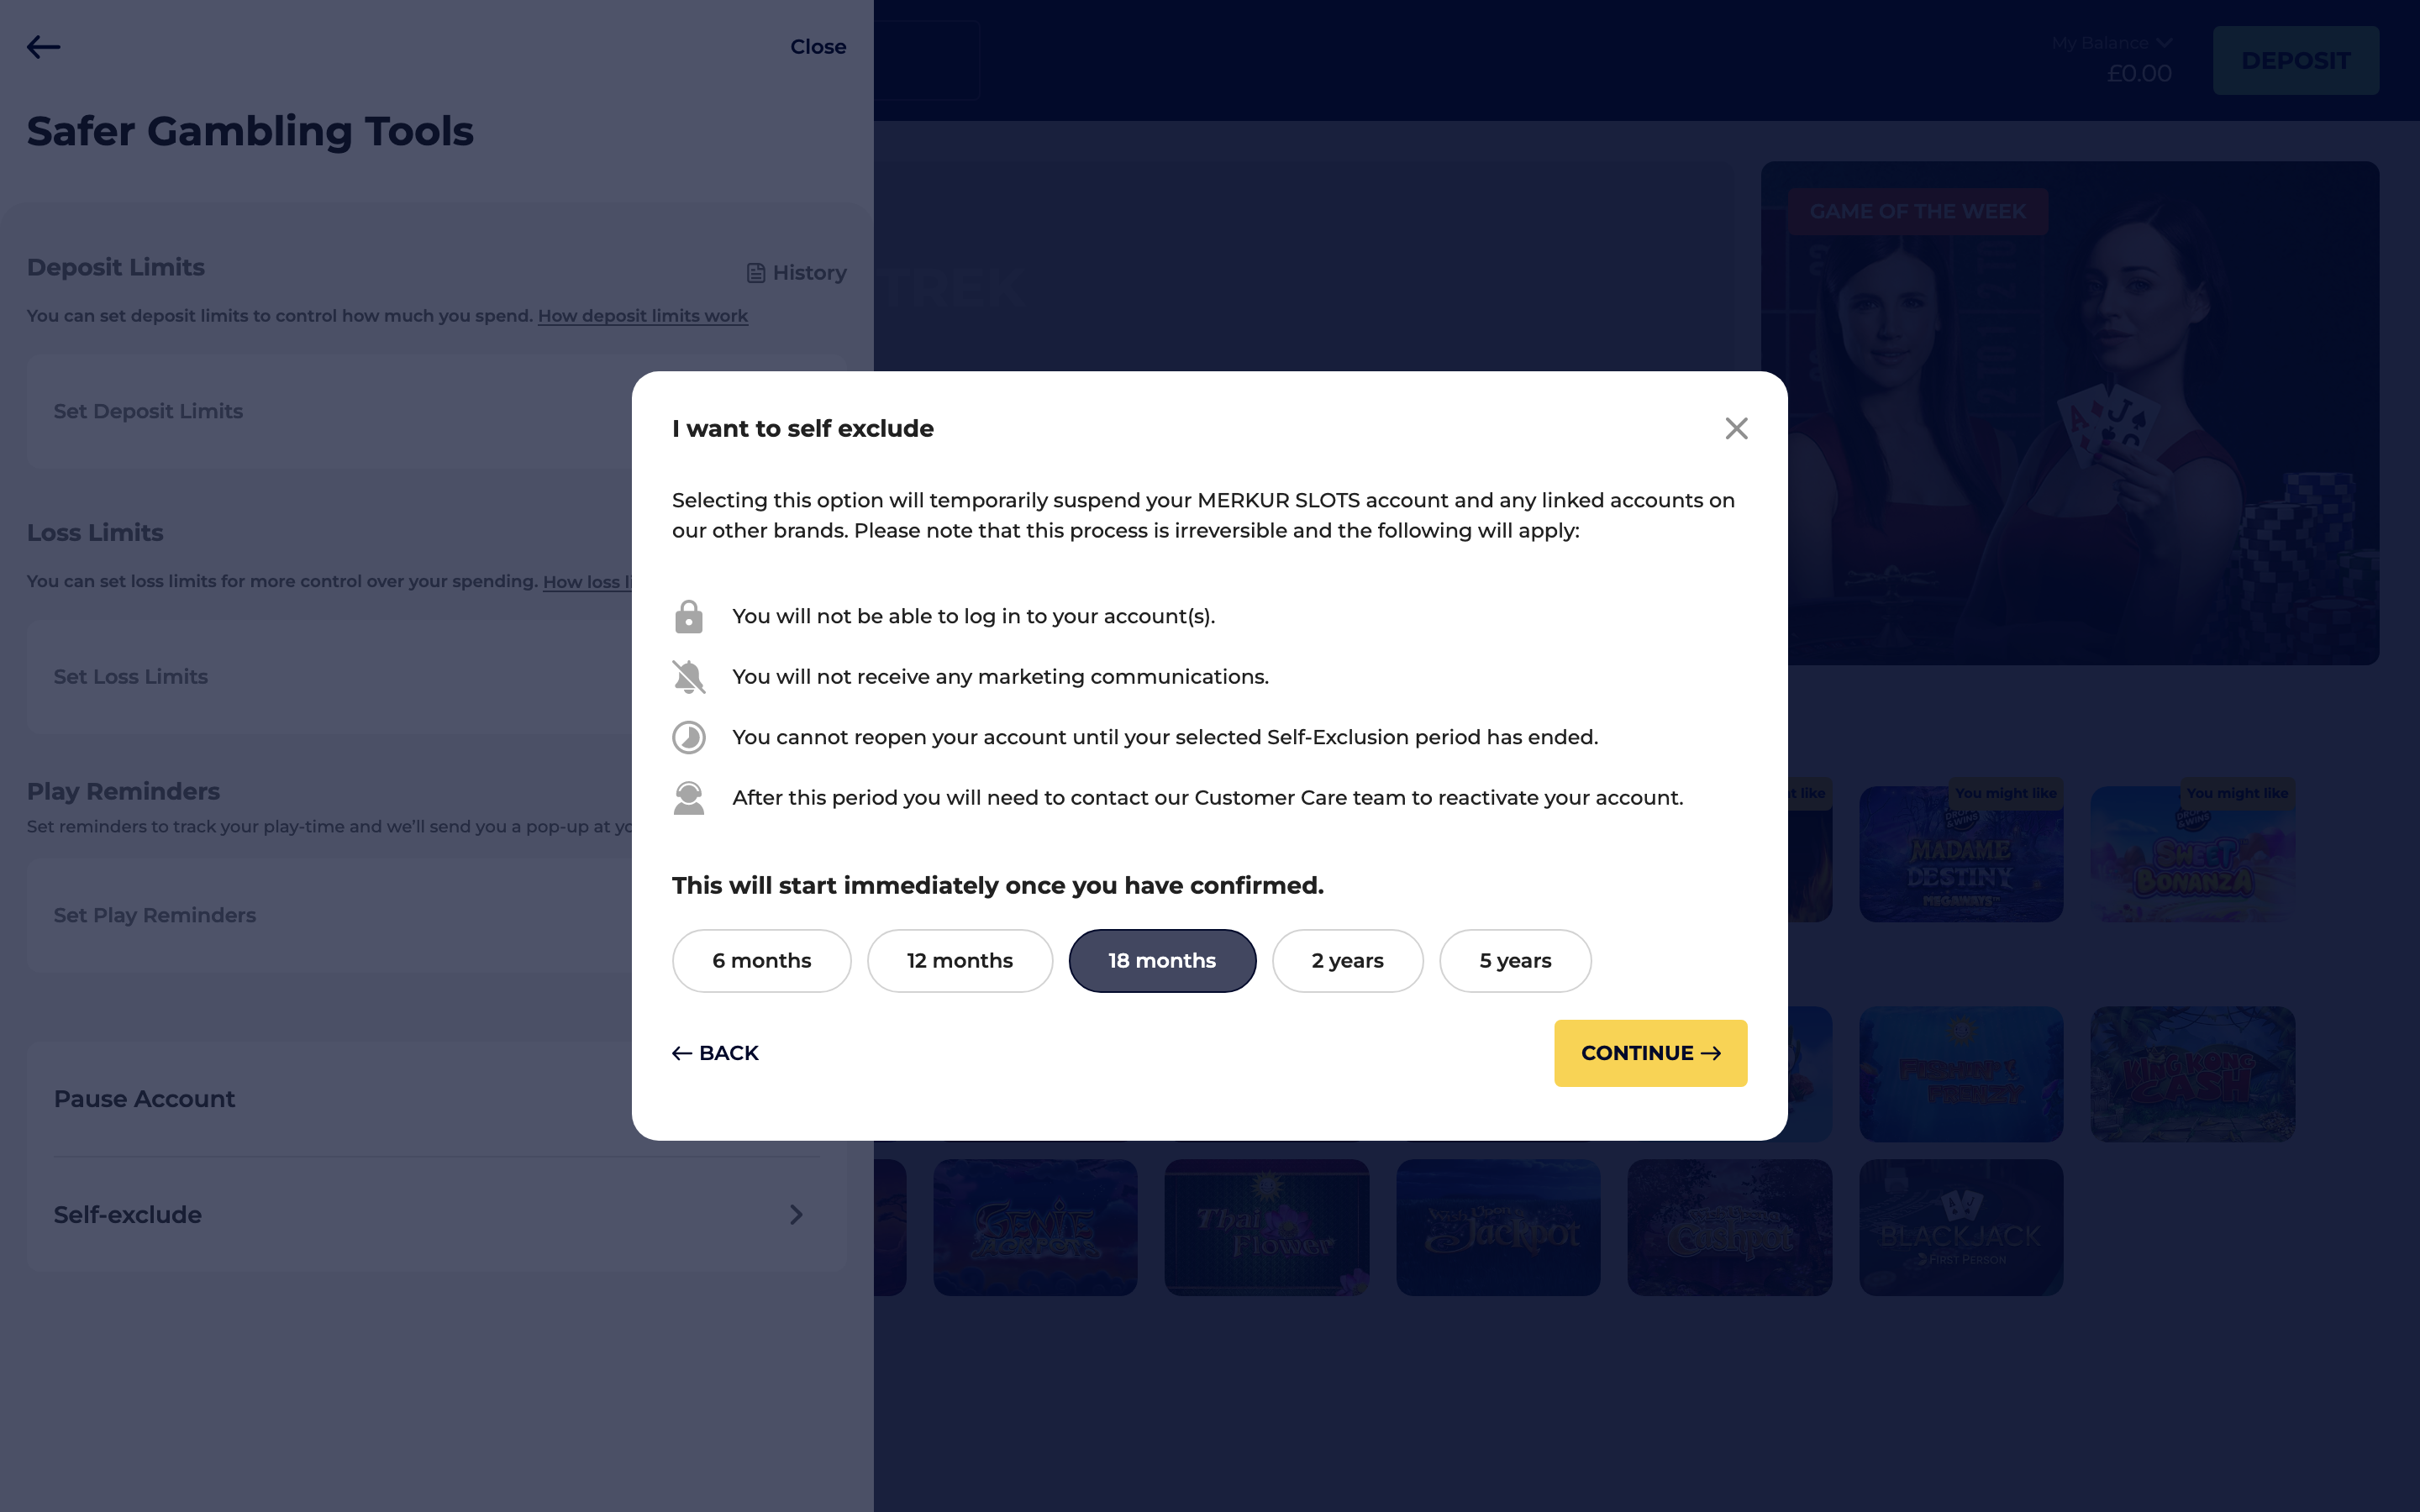 Close
Safer Gambling Tools
My Balance
£0.00
DEPOSIT
Deposit Limits
History
You can set deposit limits to control how much you spend. How deposit limits work
Set Deposit Limits
Loss Limits
You can set loss limits for more control over your spending. How loss
Set Loss Limits
Play Reminders
Set reminders to track your play-time and we'll send you a pop-up at
Set Play Reminders
Pause Account
Self-exclude
TREK
GAME OF THE WEEK
I want to self exclude
Selecting this option will temporarily suspend your MERKUR SLOTS account and any linked accounts on
our other brands. Please note that this process is irreversible and the following will apply:
You will not be able to log in to your account(s).
You will not receive any marketing communications.
You cannot reopen your account until your selected Self-Exclusion period has ended.
After this period you will need to contact our Customer Care team to reactivate your account.
This will start immediately once you have confirmed.
6 months
12 months
18 months
2 years
5 years
BACK
CONTINUE
like
You might like
You might like
MADAME
DESTINY
MEGAWAYS
SWEET
BONANZA
FISHIN'
FRENZY
KING KONG
CASH
GENIE
JACKPOTS
Thai
Flower
Wish Upon a
Jackpot
Cashpot
BLACKJACK
FIRST PERSON